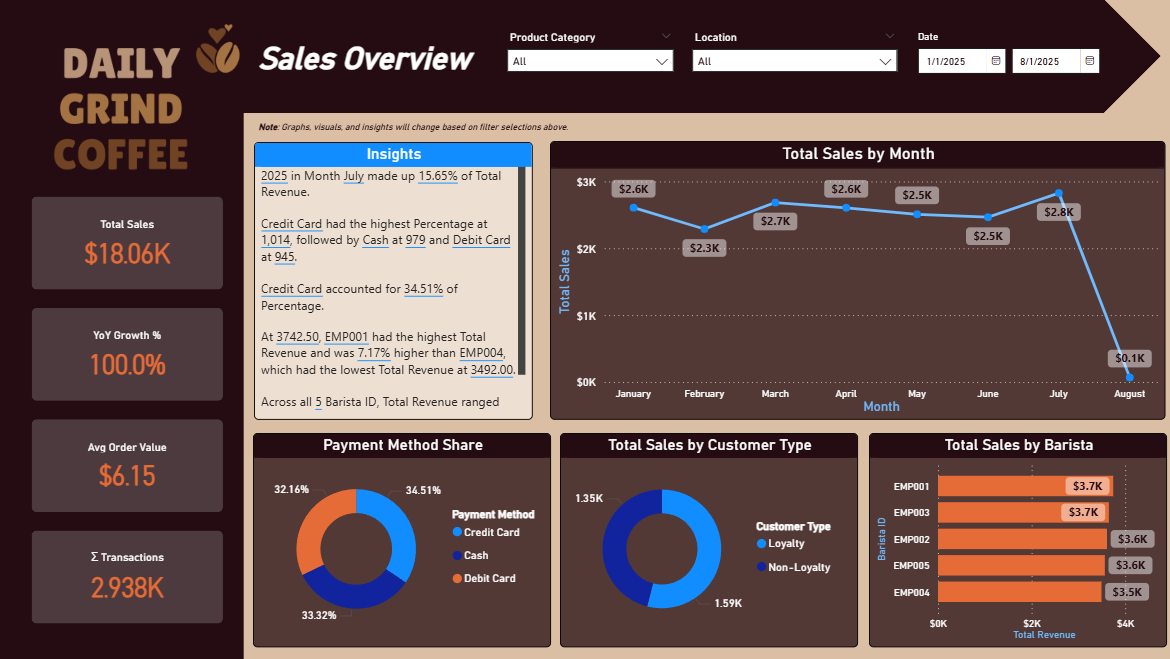 DAILY
GRIND
COFFEE
Sales Overview
Product Category
All
Location
All
Date
1/1/2025
8/1/2025
Note: Graphs, visuals, and insights will change based on filter selections above.
Total Sales
$18.06K
YoY Growth %
100.0%
Avg Order Value
$6.15
Σ Transactions
2.938K
Insights
2025 in Month July made up 15.65% of Total
Revenue.
Credit Card had the highest Percentage at
1,014, followed by Cash at 979 and Debit Card
at 945.
Credit Card accounted for 34.51% of
Percentage.
At 3742.50, EMP001 had the highest Total
Revenue and was 7.17% higher than EMP004,
which had the lowest Total Revenue at 3492.00.
Across all 5 Barista ID, Total Revenue ranged
Total Sales by Month
Total Sales
$3K
$2K
$1K
$0K
$2.6K
$2.3K
$2.7K
$2.6K
$2.5K
$2.5K
$2.8K
$0.1K
January
February
March
April
May
June
July
August
Month
Payment Method Share
32.16%
34.51%
33.32%
Payment Method
Credit Card
Cash
Debit Card
Total Sales by Customer Type
1.35K
1.59K
Customer Type
Loyalty
Non-Loyalty
Total Sales by Barista
Barista ID
EMP001 $3.7K
EMP003 $3.7K
EMP002 $3.6K
EMP005 $3.6K
EMP004 $3.5K
$0K $2K $4K
Total Revenue